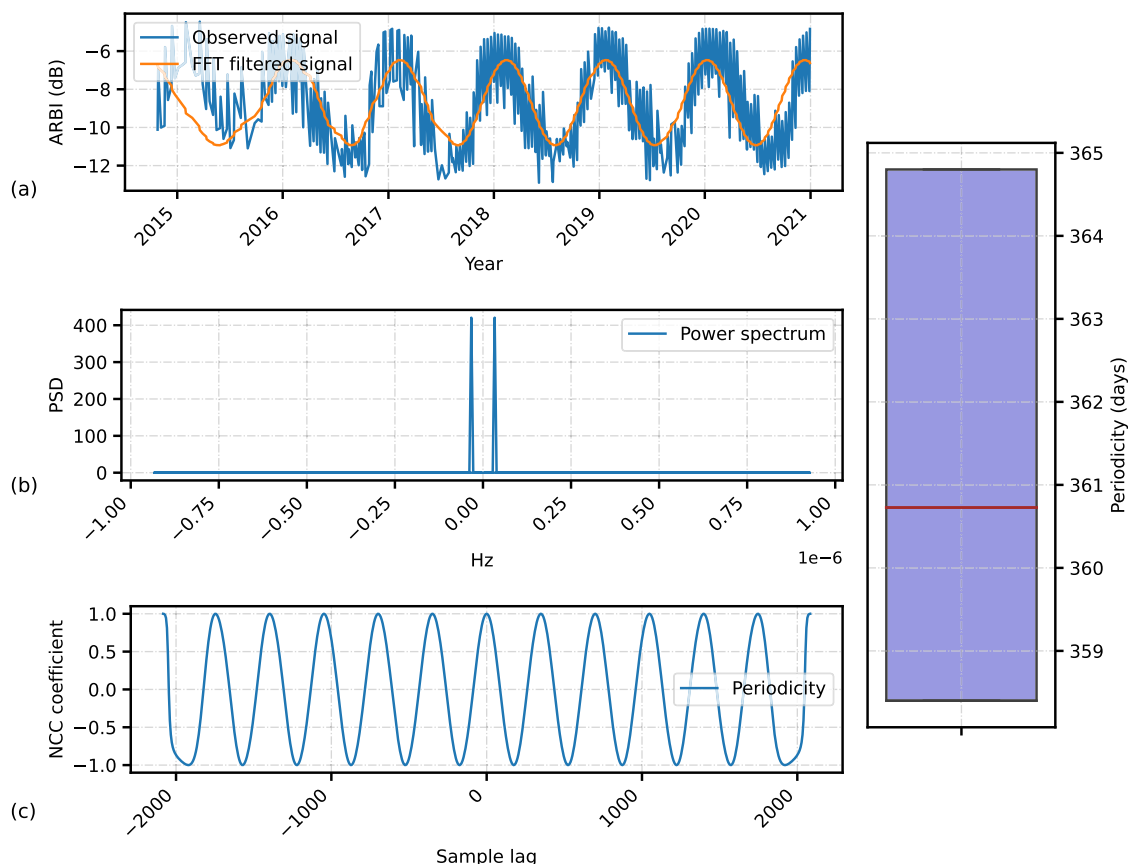 Observed signal
FFT filtered signal
ARBI (dB)
−6
−8
−10
−12
(a)
2015
2016
2017
2018
2019
2020
2021
Year
Power spectrum
PSD
400
300
200
100
0
(b)
−1.00
−0.75
−0.50
−0.25
0.00
0.25
0.50
0.75
1.00
Hz
1e−6
Periodicity
NCC coefficient
1.0
0.5
0.0
−0.5
−1.0
(c)
−2000
−1000
0
1000
2000
Sample lag
365
364
363
362
361
360
359
Periodicity (days)